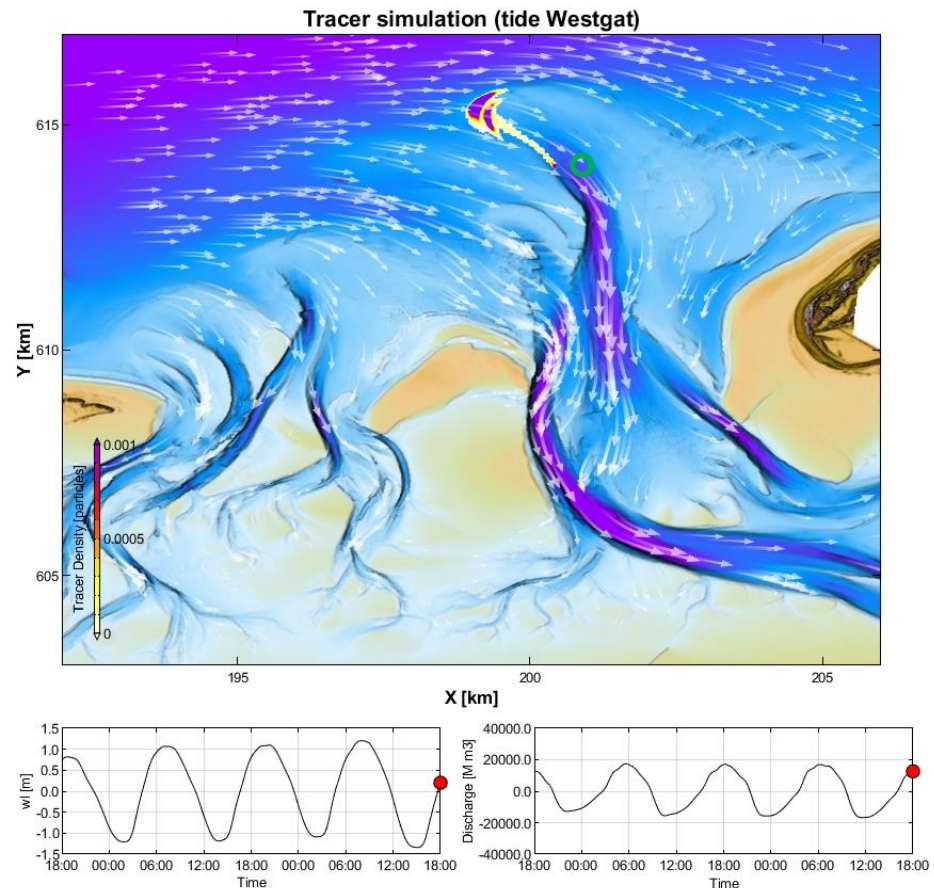 Tracer simulation (tide Westgat)
Y [km]
615
610
605
0.001
0.0005
0
Tracer Density [particles]
195
200
205
X [km]
wl [m]
1.5
1.0
0.5
0.0
-0.5
-1.0
-1.5
18:00 00:00 06:00 12:00 18:00 00:00 06:00 12:00 18:00
Time
Discharge [M m3]
40000.0
20000.0
0.0
-20000.0
-40000.0
18:00 00:00 06:00 12:00 18:00 00:00 06:00 12:00 18:00
Time